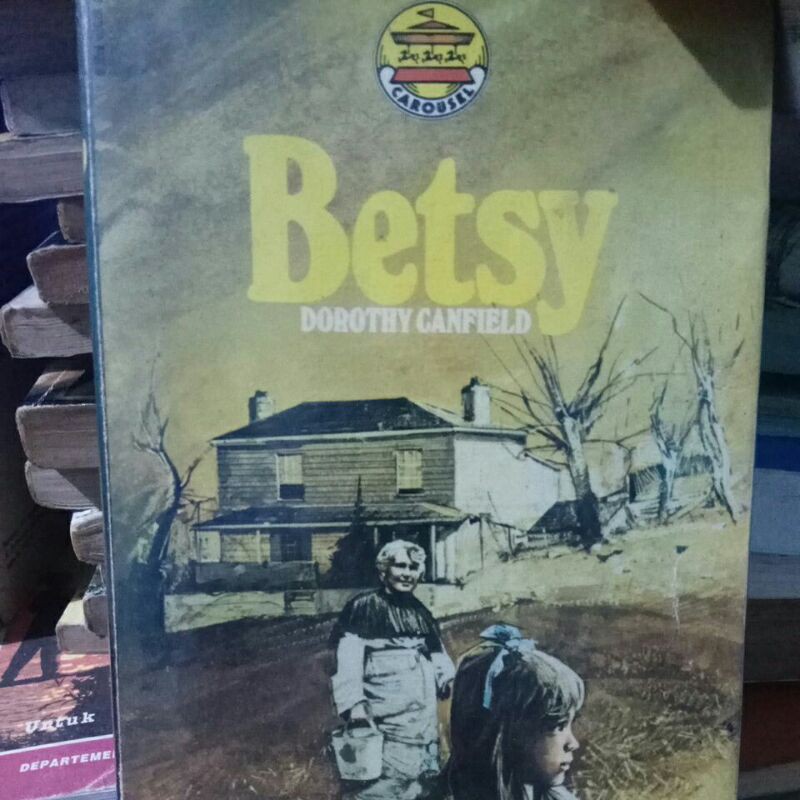 CAROUSEL
Betsy
DOROTHY CANFIELD
Untuk
DEPARTEME